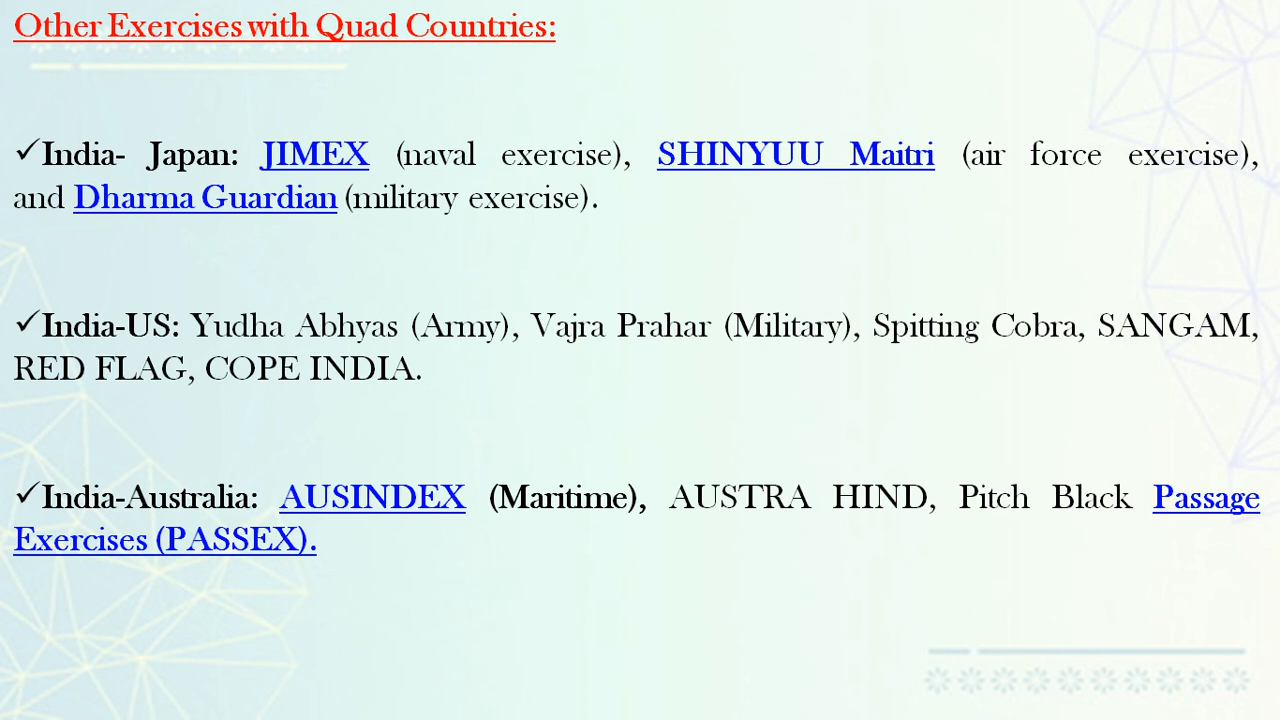 Other Exercises with Quad Countries:
✓India- Japan: JIMEX (naval exercise), SHINYUU Maitri (air force exercise),
and Dharma Guardian (military exercise).
✓India-US: Yudha Abhyas (Army), Vajra Prahar (Military), Spitting Cobra, SANGAM,
RED FLAG, COPE INDIA.
✓India-Australia: AUSINDEX (Maritime), AUSTRA HIND, Pitch Black Passage
Exercises (PASSEX).